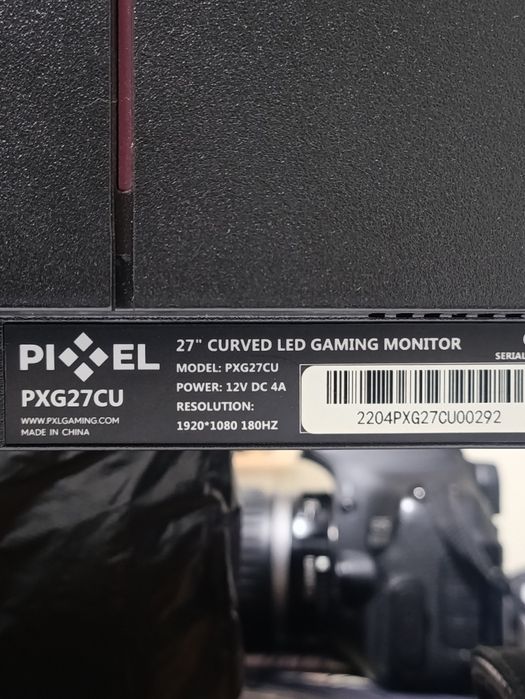 PIXEL
PXG27CU
WWW.PXLGAMING.COM
MADE IN CHINA
27" CURVED LED GAMING MONITOR
MODEL: PXG27CU
POWER: 12V DC 4A
RESOLUTION:
1920*1080 180HZ
SERIAL
2204PXG27CU00292